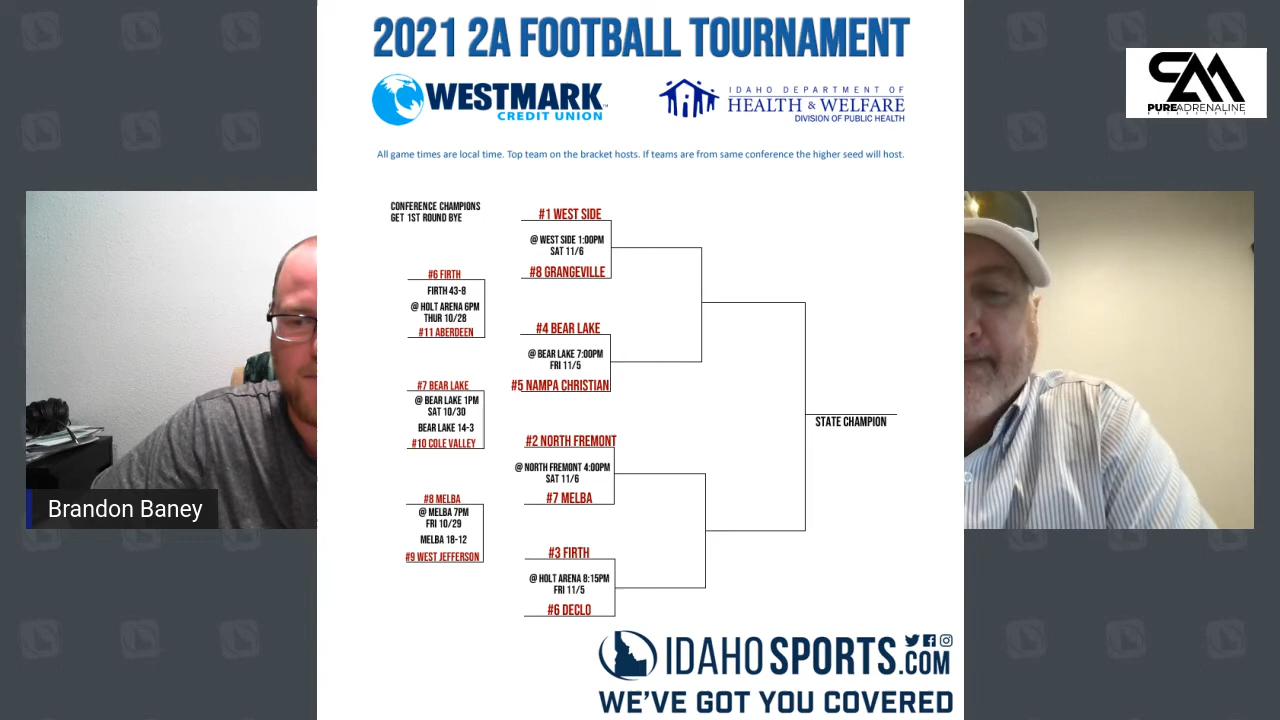 2021 2A FOOTBALL TOURNAMENT
WESTMARK™
CREDIT UNION
IDAHO DEPARTMENT OF
HEALTH & WELFARE
DIVISION OF PUBLIC HEALTH
PUREADRENALINE
All game times are local time. Top team on the bracket hosts. If teams are from same conference the higher seed will host.
CONFERENCE CHAMPIONS
GET 1ST ROUND BYE
#6 FIRTH
FIRTH 43-8
@ HOLT ARENA 6PM
THUR 10/28
#11 ABERDEEN
#7 BEAR LAKE
@ BEAR LAKE 1PM
SAT 10/30
BEAR LAKE 14-3
#10 COLE VALLEY
#8 MELBA
@ MELBA 7PM
FRI 10/29
MELBA 18-12
#9 WEST JEFFERSON
#1 WEST SIDE
@ WEST SIDE 1:00PM
SAT 11/6
#8 GRANGEVILLE
#4 BEAR LAKE
@ BEAR LAKE 7:00PM
FRI 11/5
#5 NAMPA CHRISTIAN
#2 NORTH FREMONT
@ NORTH FREMONT 4:00PM
SAT 11/6
#7 MELBA
#3 FIRTH
@ HOLT ARENA 8:15PM
FRI 11/5
#6 DECLO
STATE CHAMPION
Brandon Baney
IDAHO SPORTS.COM
WE'VE GOT YOU COVERED